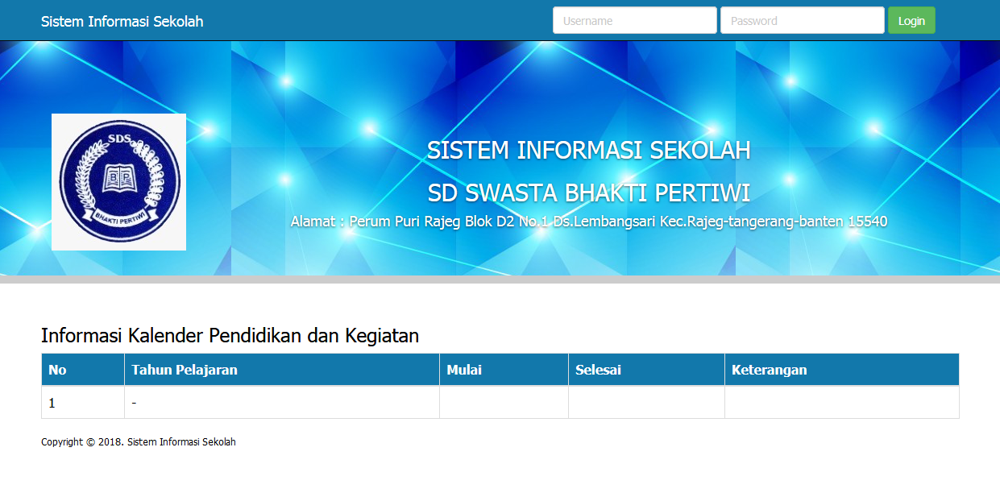 Sistem Informasi Sekolah
Username Password Login
SDS
B P
BHAKTI PERTIWI
SISTEM INFORMASI SEKOLAH
SD SWASTA BHAKTI PERTIWI
Alamat : Perum Puri Rajeg Blok D2 No.1 Ds.Lembangsari Kec.Rajeg-tangerang-banten 15540
Informasi Kalender Pendidikan dan Kegiatan
No Tahun Pelajaran Mulai Selesai Keterangan
1 -
Copyright © 2018. Sistem Informasi Sekolah